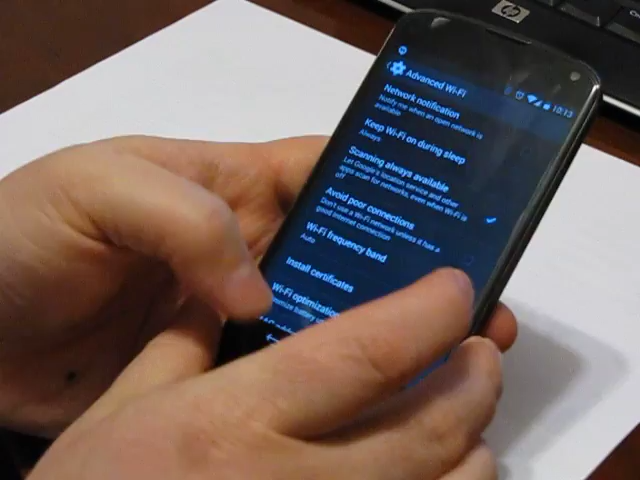 hp
10:13
Advanced Wi-Fi
Network notification
Notify me when an open network is
available
Keep Wi-Fi on during sleep
Always
Scanning always available
Let Google's location service and other
apps scan for networks, even when Wi-Fi is
off
Avoid poor connections
Don't use a Wi-Fi network unless it has a
good Internet connection
Wi-Fi frequency band
Auto
Install certificates
Wi-Fi optimization